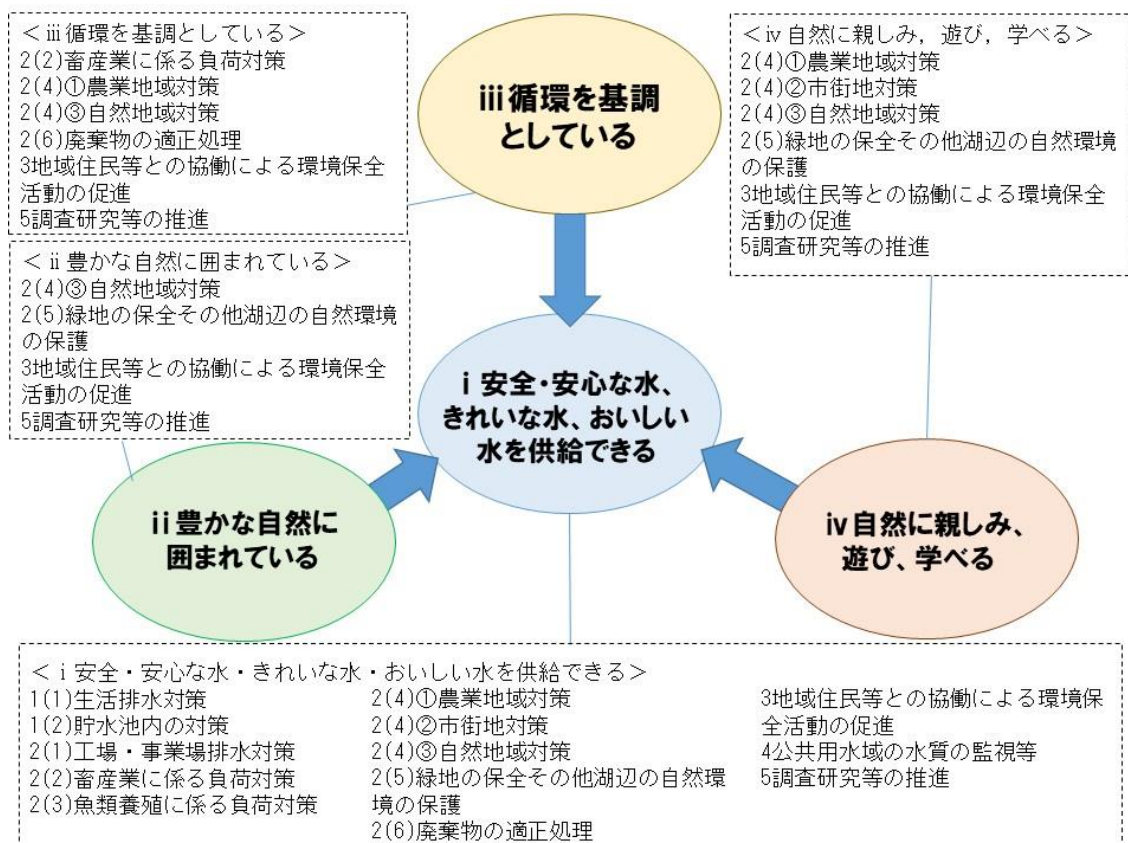 <ⅲ循環を基調としている>
2(2)畜産業に係る負荷対策
2(4)①農業地域対策
2(4)③自然地域対策
2(6)廃棄物の適正処理
3地域住民等との協働による環境保全
活動の促進
5調査研究等の推進
ⅲ循環を基調
としている
<ⅳ自然に親しみ，遊び，学べる>
2(4)①農業地域対策
2(4)②市街地対策
2(4)③自然地域対策
2(5)緑地の保全その他湖辺の自然環境
の保護
3地域住民等との協働による環境保全
活動の促進
5調査研究等の推進
<ⅱ豊かな自然に囲まれている>
2(4)③自然地域対策
2(5)緑地の保全その他湖辺の自然環境
の保護
3地域住民等との協働による環境保全
活動の促進
5調査研究等の推進
ⅰ安全・安心な水、
きれいな水、おいしい
水を供給できる
ⅱ豊かな自然に
囲まれている
ⅳ自然に親しみ、
遊び、学べる
<ⅰ安全・安心な水・きれいな水・おいしい水を供給できる>
1(1)生活排水対策
1(2)貯水池内の対策
2(1)工場・事業場排水対策
2(2)畜産業に係る負荷対策
2(3)魚類養殖に係る負荷対策
2(4)①農業地域対策
2(4)②市街地対策
2(4)③自然地域対策
2(5)緑地の保全その他湖辺の自然環
境の保護
2(6)廃棄物の適正処理
3地域住民等との協働による環境保
全活動の促進
4公共用水域の水質の監視等
5調査研究等の推進